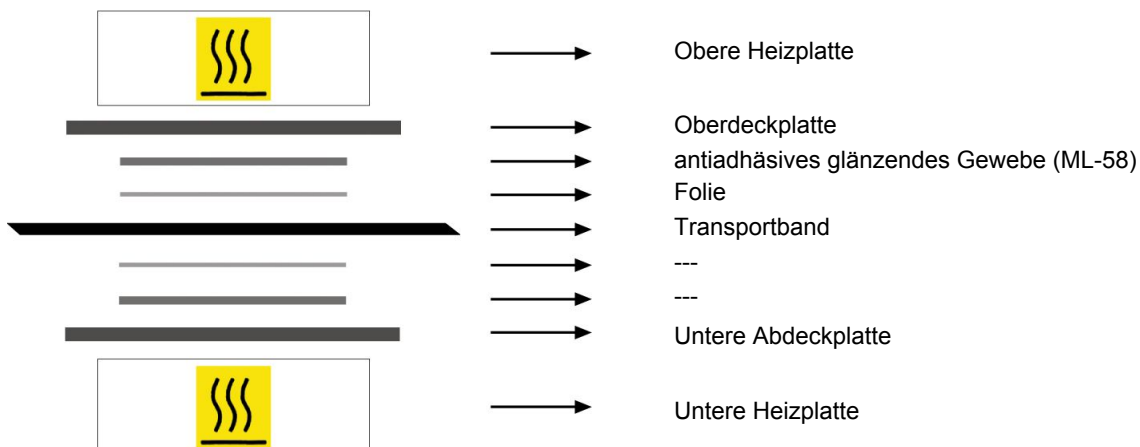 Obere Heizplatte
Oberdeckplatte
antiadhäsives glänzendes Gewebe (ML-58)
Folie
Transportband
---
---
Untere Abdeckplatte
Untere Heizplatte